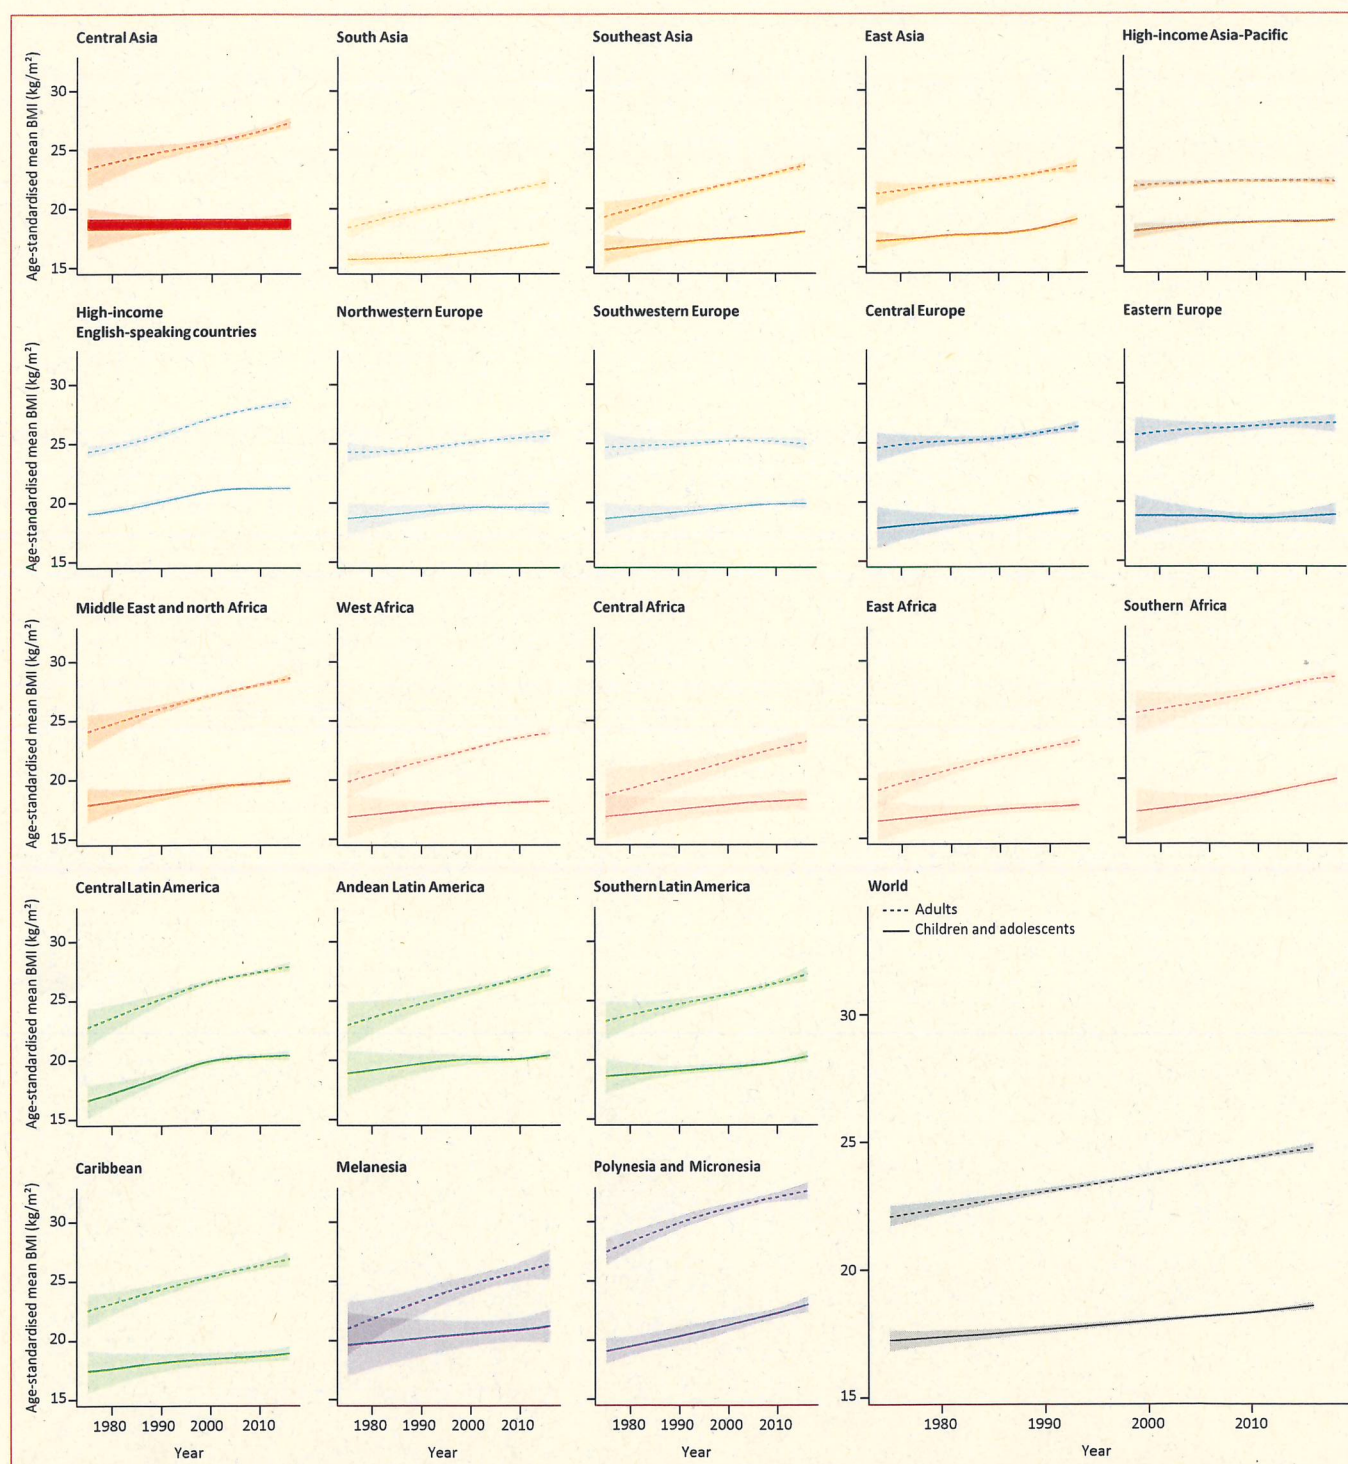 Central Asia
South Asia
Southeast Asia
East Asia
High-income Asia-Pacific
Age-standardised mean BMI (kg/m²)
30
25
20
15
High-income
English-speaking countries
Northwestern Europe
Southwestern Europe
Central Europe
Eastern Europe
Age-standardised mean BMI (kg/m²)
30
25
20
15
Middle East and north Africa
West Africa
Central Africa
East Africa
Southern Africa
Age-standardised mean BMI (kg/m²)
30
25
20
15
Central Latin America
Andean Latin America
Southern Latin America
World
Adults
Children and adolescents
Age-standardised mean BMI (kg/m²)
30
25
20
15
30
25
20
15
Caribbean
Melanesia
Polynesia and Micronesia
Age-standardised mean BMI (kg/m²)
30
25
20
15
1980 1990 2000 2010
1980 1990 2000 2010
1980 1990 2000 2010
1980 1990 2000 2010
Year
Year
Year
Year